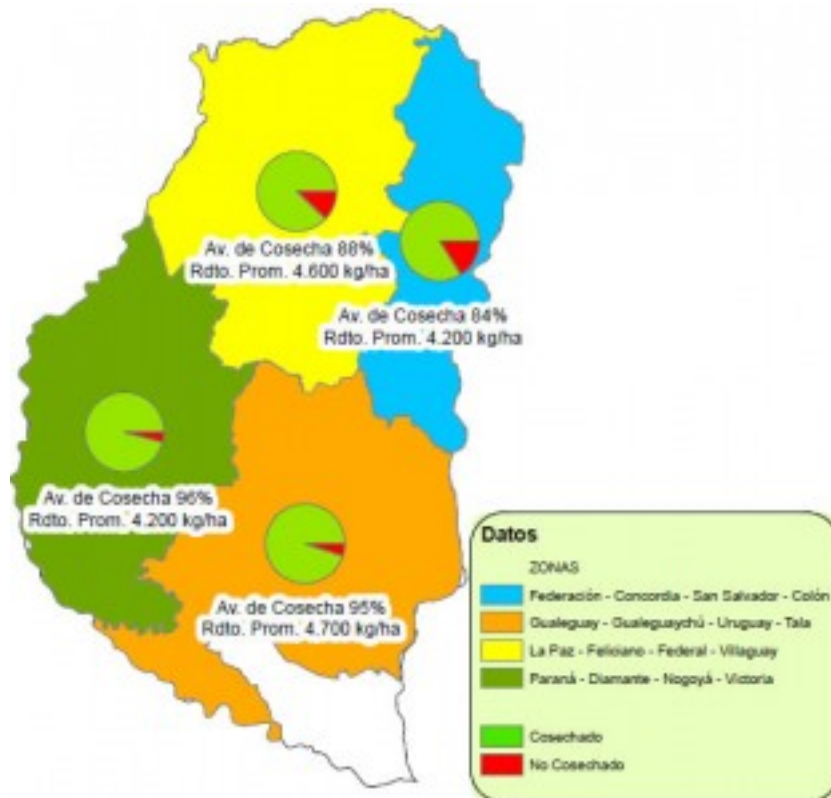 Av. de Cosecha 88%
Rdto. Prom. 4.600 kg/ha
Av. de Cosecha 84%
Rdto. Prom. 4.200 kg/ha
Av. de Cosecha 96%
Rdto. Prom. 4.200 kg/ha
Av. de Cosecha 95%
Rdto. Prom. 4.700 kg/ha
Datos
ZONAS
Federación - Concordia - San Salvador - Colón
Gualeguay - Gualeguaychú - Uruguay - Tala
La Paz - Feliciano - Federal - Villaguay
Paraná - Diamante - Nogoyá - Victoria
Cosechado
No Cosechado